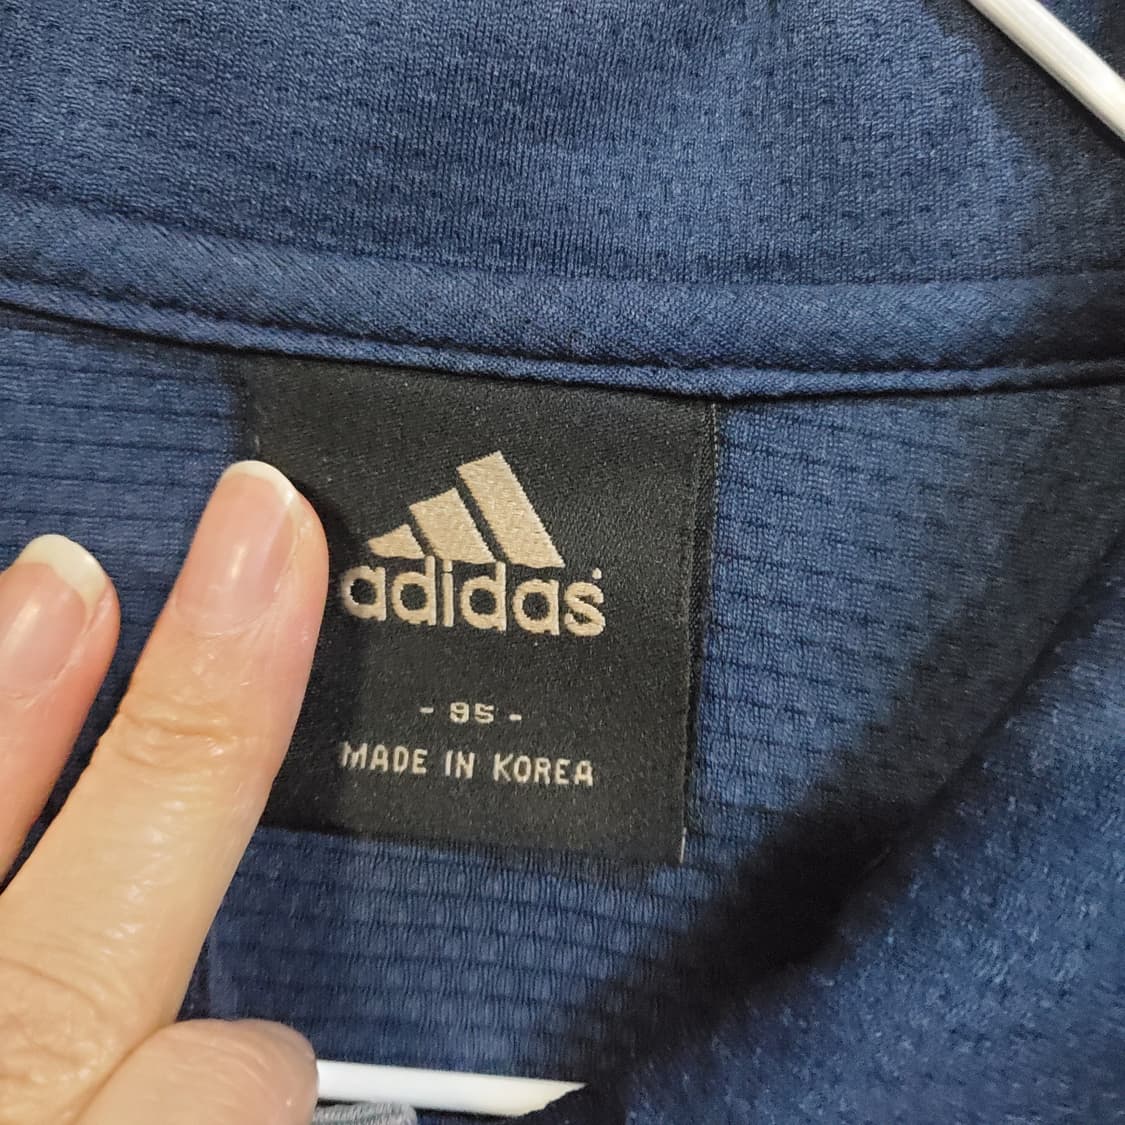 adidas
- 95 -
MADE IN KOREA